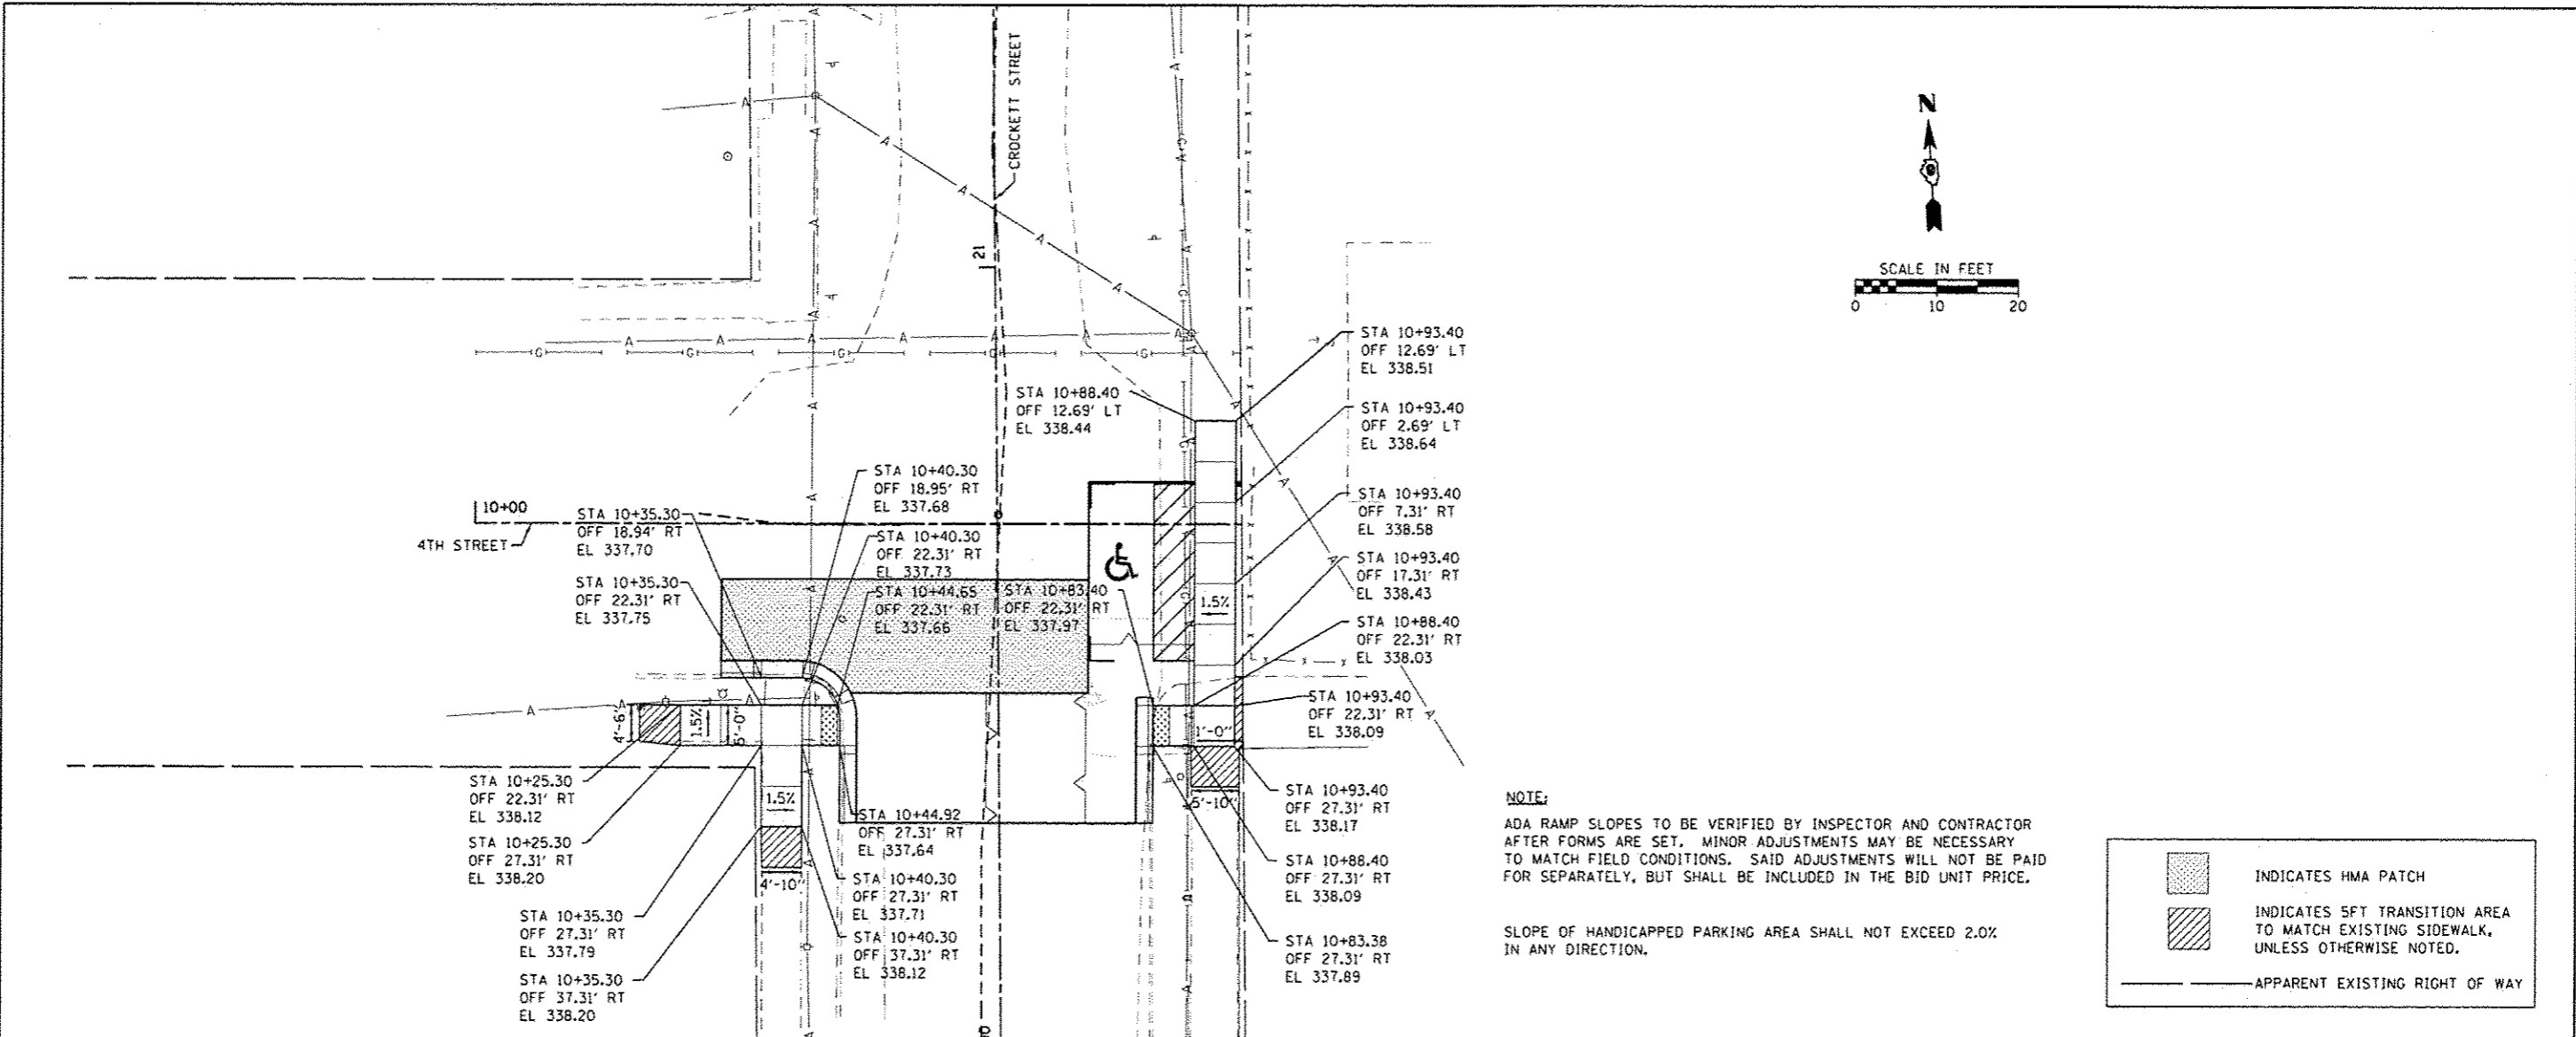 CROCKETT STREET
21
N
SCALE IN FEET
0 10 20
STA 10+93.40
OFF 12.69' LT
EL 338.51
STA 10+88.40
OFF 12.69' LT
EL 338.44
STA 10+93.40
OFF 2.69' LT
EL 338.64
STA 10+40.30
OFF 18.95' RT
EL 337.68
STA 10+93.40
OFF 7.31' RT
EL 338.58
10+00
4TH STREET
STA 10+35.30
OFF 18.94' RT
EL 337.70
STA 10+40.30
OFF 22.31' RT
EL 337.73
STA 10+93.40
OFF 17.31' RT
EL 338.43
STA 10+35.30
OFF 22.31' RT
EL 337.75
STA 10+44.65
OFF 22.31' RT
EL 337.66
STA 10+83.40
OFF 22.31' RT
EL 337.97
1.5%
STA 10+88.40
OFF 22.31' RT
EL 338.03
STA 10+93.40
OFF 22.31' RT
EL 338.09
4'-6"
1.5%
5'-0"
1'-0"
STA 10+25.30
OFF 22.31' RT
EL 338.12
1.5%
5'-10"
STA 10+93.40
OFF 27.31' RT
EL 338.17
STA 10+25.30
OFF 27.31' RT
EL 338.20
STA 10+44.92
OFF 27.31' RT
EL 337.64
4'-10"
STA 10+88.40
OFF 27.31' RT
EL 338.09
STA 10+40.30
OFF 27.31' RT
EL 337.71
STA 10+35.30
OFF 27.31' RT
EL 337.79
STA 10+40.30
OFF 37.31' RT
EL 338.12
STA 10+83.38
OFF 27.31' RT
EL 337.89
STA 10+35.30
OFF 37.31' RT
EL 338.20
NOTE:
ADA RAMP SLOPES TO BE VERIFIED BY INSPECTOR AND CONTRACTOR
AFTER FORMS ARE SET. MINOR ADJUSTMENTS MAY BE NECESSARY
TO MATCH FIELD CONDITIONS. SAID ADJUSTMENTS WILL NOT BE PAID
FOR SEPARATELY, BUT SHALL BE INCLUDED IN THE BID UNIT PRICE.
SLOPE OF HANDICAPPED PARKING AREA SHALL NOT EXCEED 2.0%
IN ANY DIRECTION.
INDICATES HMA PATCH
INDICATES 5FT TRANSITION AREA
TO MATCH EXISTING SIDEWALK,
UNLESS OTHERWISE NOTED.
APPARENT EXISTING RIGHT OF WAY